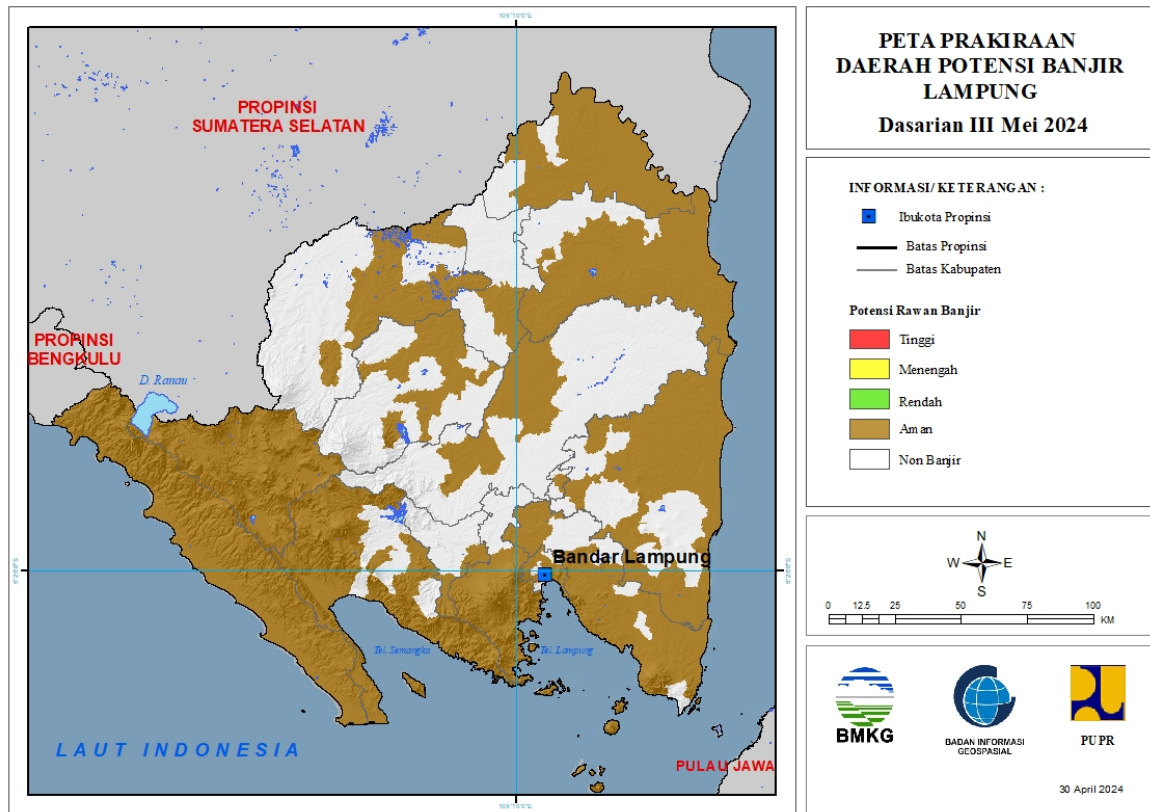 105°10'0"E
PROPINSI
SUMATERA SELATAN
PROPINSI
BENGKULU
D. Ranau
Bandar Lampung
Tel. Semangka
Tel. Lampung
LAUT INDONESIA
PULAU JAWA
PETA PRAKIRAAN
DAERAH POTENSI BANJIR
LAMPUNG
Dasarian III Mei 2024
INFORMASI/ KETERANGAN :
Ibukota Propinsi
Batas Propinsi
Batas Kabupaten
Potensi Rawan Banjir
Tinggi
Menengah
Rendah
Aman
Non Banjir
N
W E
S
0 12.5 25 50 75 100
KM
BMKG
BADAN INFORMASI
GEOSPASIAL
PUPR
30 April 2024